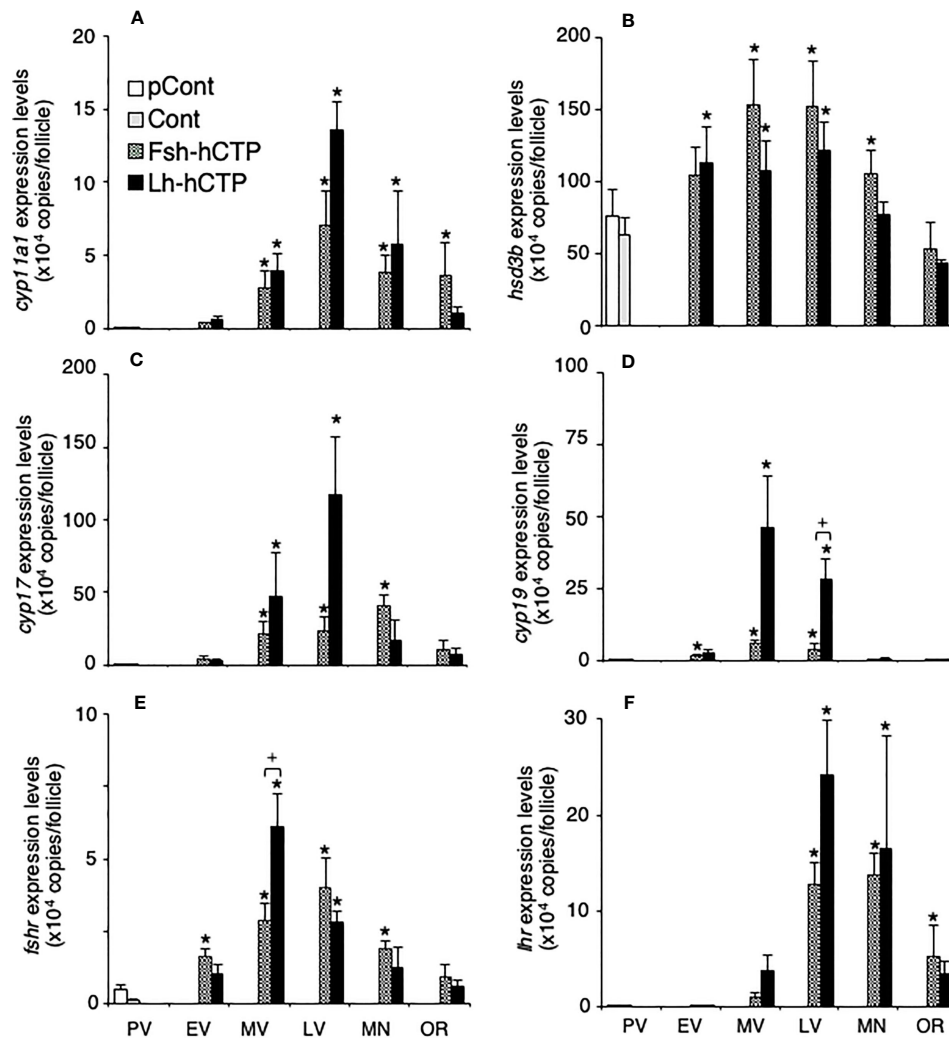 A
20
15
10
5
0
cyp11a1 expression levels
(x10⁴ copies/follicle)
pCont
Cont
Fsh-hCTP
Lh-hCTP
* * * * * * *
B
200
150
100
50
0
hsd3b expression levels
(x10⁴ copies/follicle)
* * * * * *
C
200
150
100
50
0
cyp17 expression levels
(x10⁴ copies/follicle)
* * * * *
D
100
75
50
25
0
cyp19 expression levels
(x10⁴ copies/follicle)
* * * * *
+
E
10
5
0
fshr expression levels
(x10⁴ copies/follicle)
* * * * * *
+
PV EV MV LV MN OR
F
30
20
10
0
lhr expression levels
(x10⁴ copies/follicle)
* * * * *
PV EV MV LV MN OR